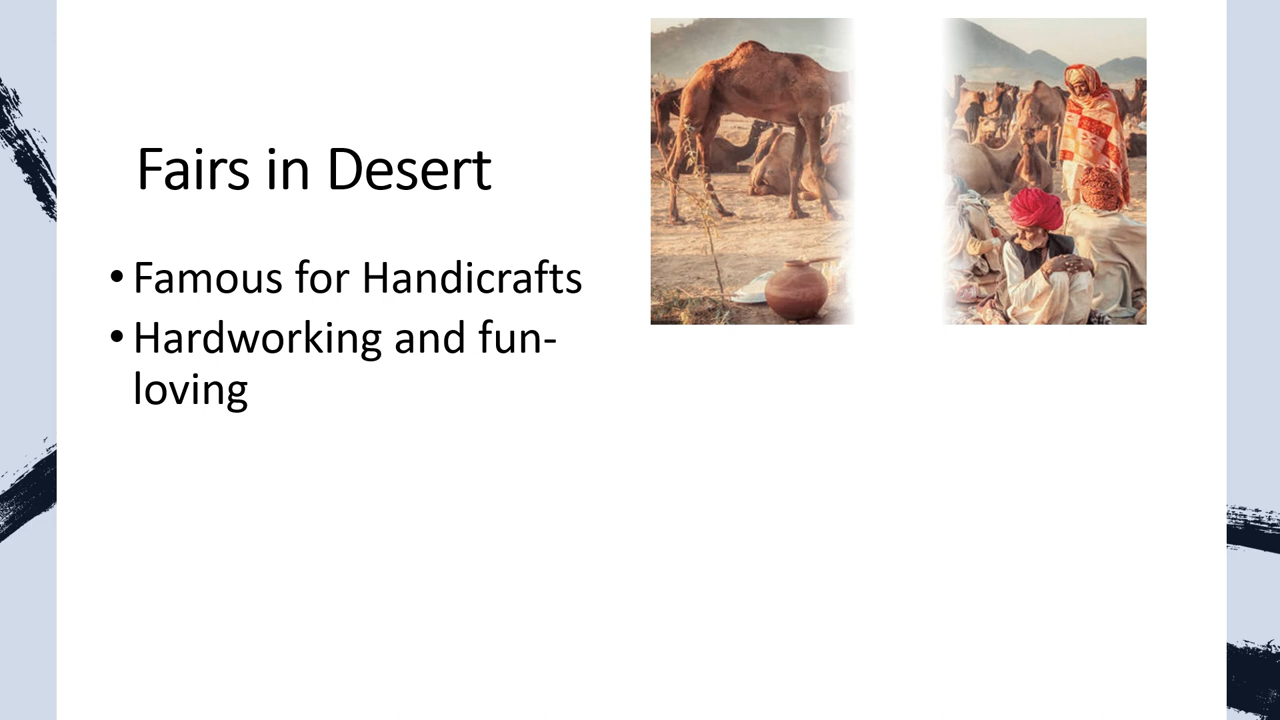 Fairs in Desert
• Famous for Handicrafts
• Hardworking and fun-
loving